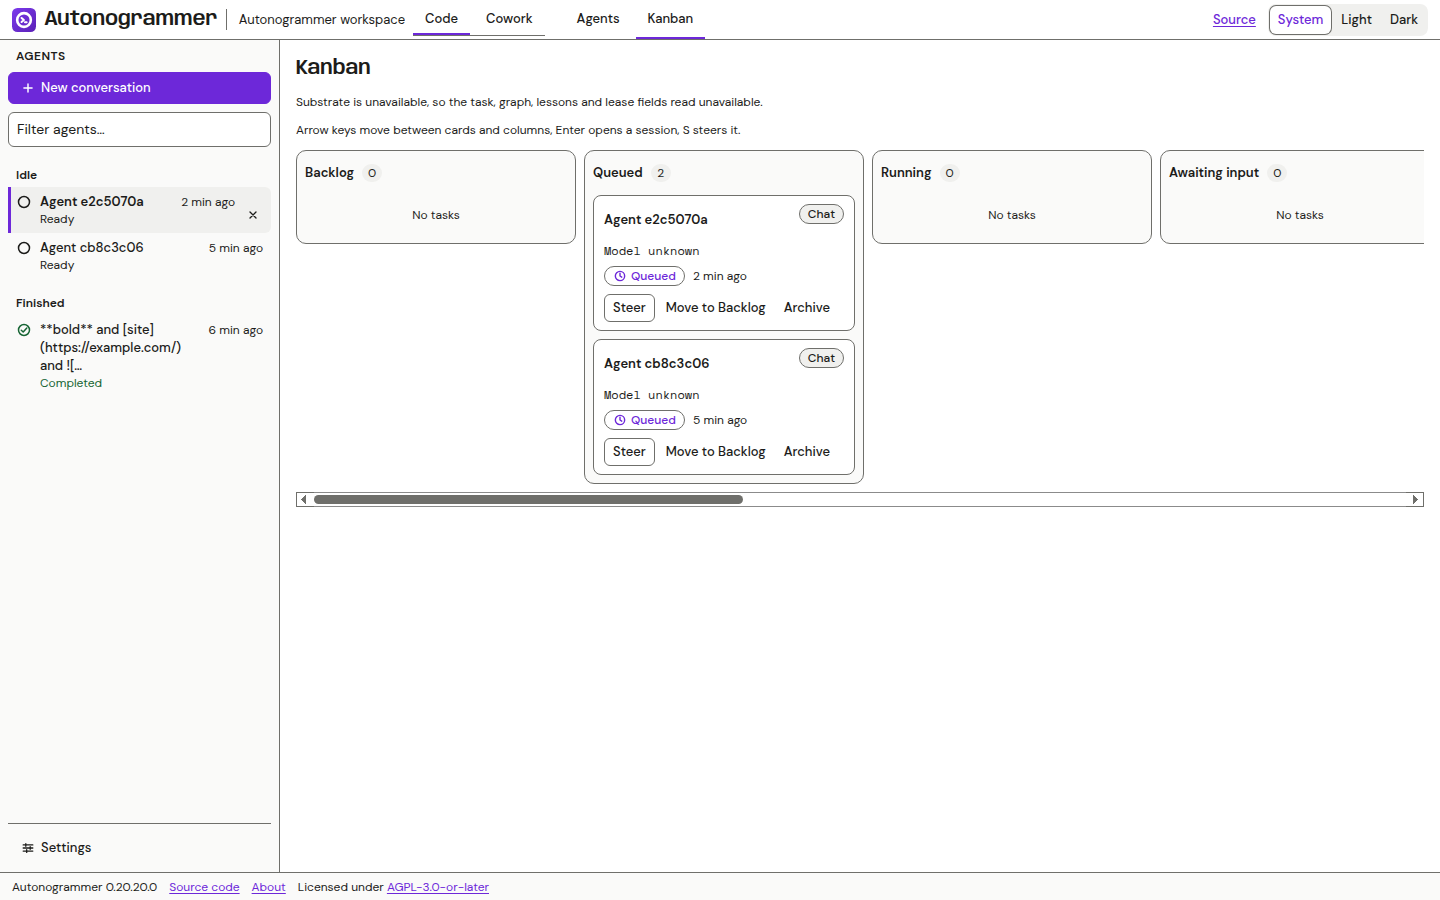 Autonogrammer
Autonogrammer workspace
Code
Cowork
Agents
Kanban
Source
System
Light
Dark
AGENTS
New conversation
Filter agents...
Idle
Agent e2c5070a
2 min ago
Ready
Agent cb8c3c06
5 min ago
Ready
Finished
**bold** and [site]
(https://example.com/)
and ![...
6 min ago
Completed
Settings
Kanban
Substrate is unavailable, so the task, graph, lessons and lease fields read unavailable.
Arrow keys move between cards and columns, Enter opens a session, S steers it.
Backlog 0
No tasks
Queued 2
Agent e2c5070a
Chat
Model unknown
Queued
2 min ago
Steer
Move to Backlog
Archive
Agent cb8c3c06
Chat
Model unknown
Queued
5 min ago
Steer
Move to Backlog
Archive
Running 0
No tasks
Awaiting input 0
No tasks
Autonogrammer 0.20.20.0
Source code
About
Licensed under AGPL-3.0-or-later